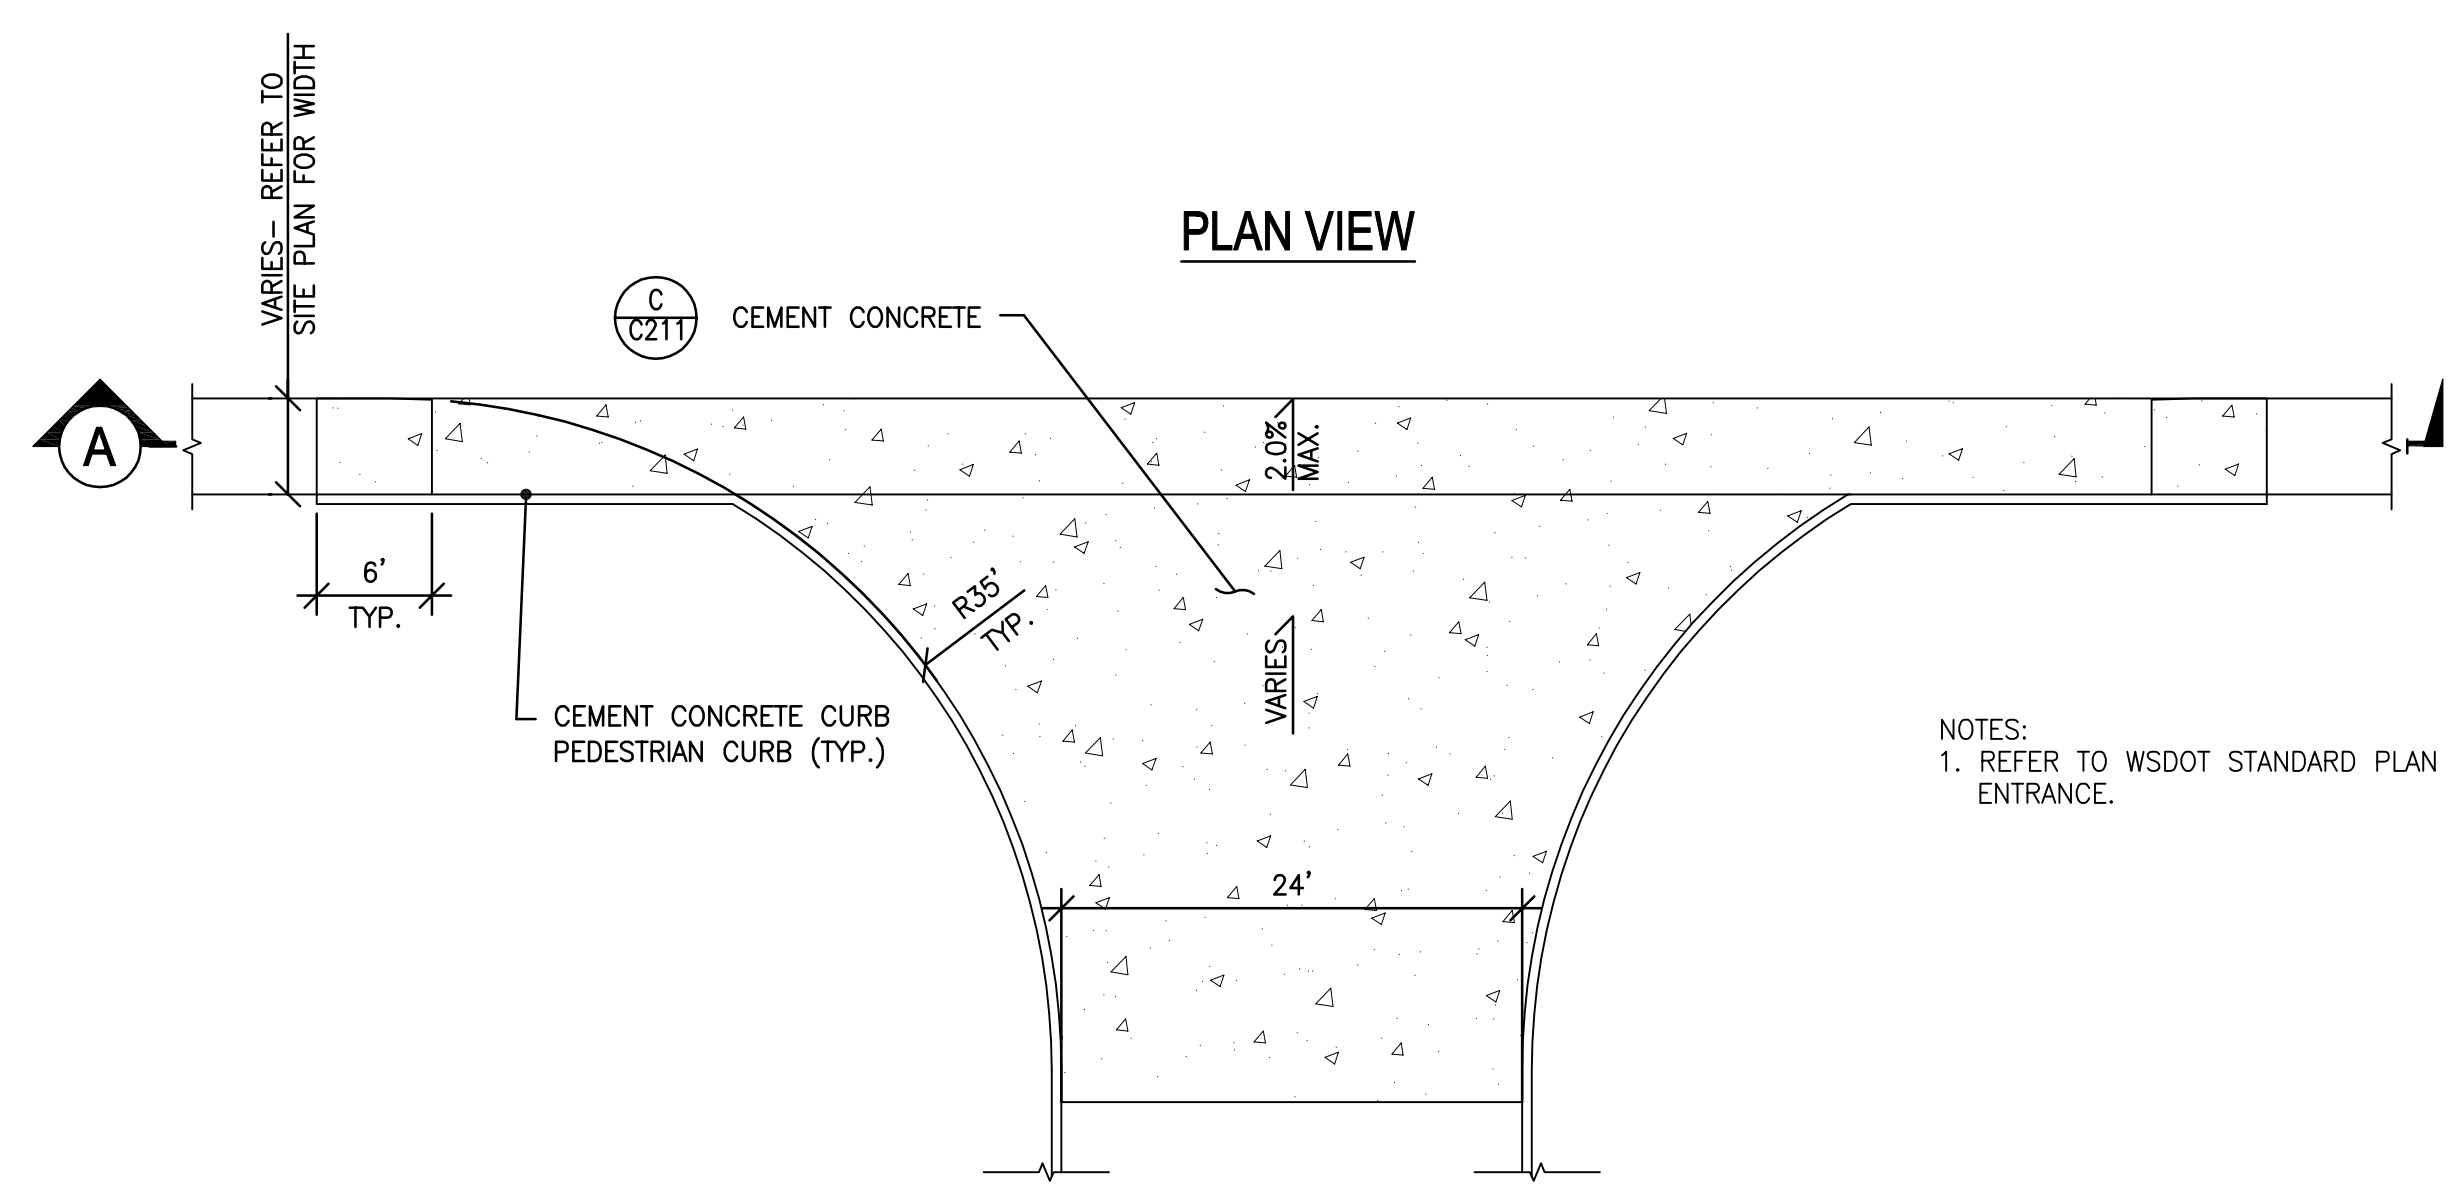 VARIES- REFER TO
SITE PLAN FOR WIDTH
PLAN VIEW
C
C211
CEMENT CONCRETE
A
2.0%
MAX.
6'
TYP.
R35'
TYP.
VARIES
CEMENT CONCRETE CURB
PEDESTRIAN CURB (TYP.)
NOTES:
1. REFER TO WSDOT STANDARD PLAN
ENTRANCE.
24'